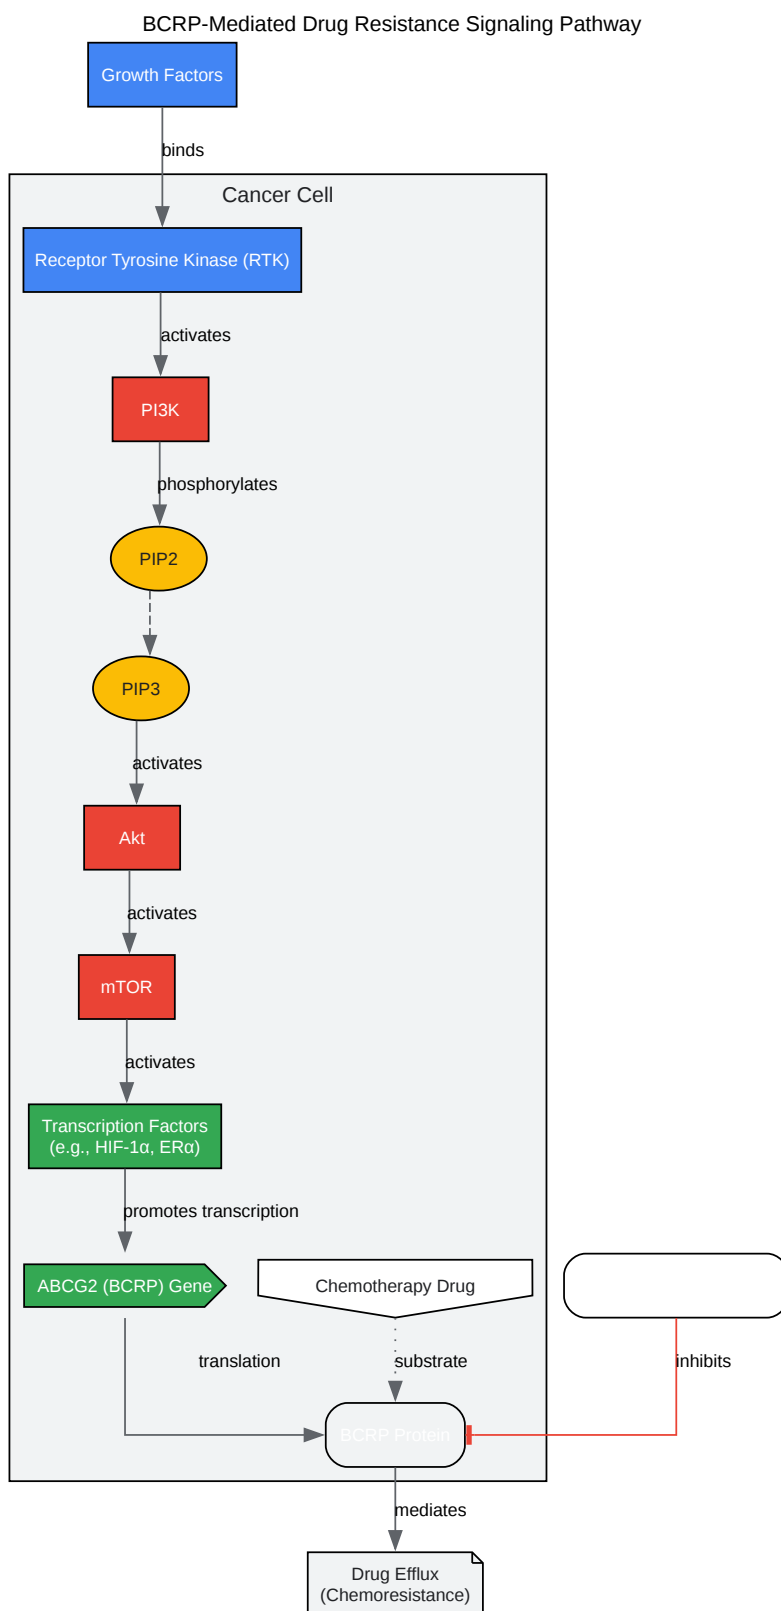 BCRP-Mediated Drug Resistance Signaling Pathway
Growth Factors
binds
Cancer Cell
Receptor Tyrosine Kinase (RTK)
activates
PI3K
phosphorylates
PIP2
PIP3
activates
Akt
activates
mTOR
activates
Transcription Factors
(e.g., HIF-1α, ERα)
promotes transcription
ABCG2 (BCRP) Gene
Chemotherapy Drug
translation
substrate
inhibits
BCRP Protein
mediates
Drug Efflux
(Chemoresistance)